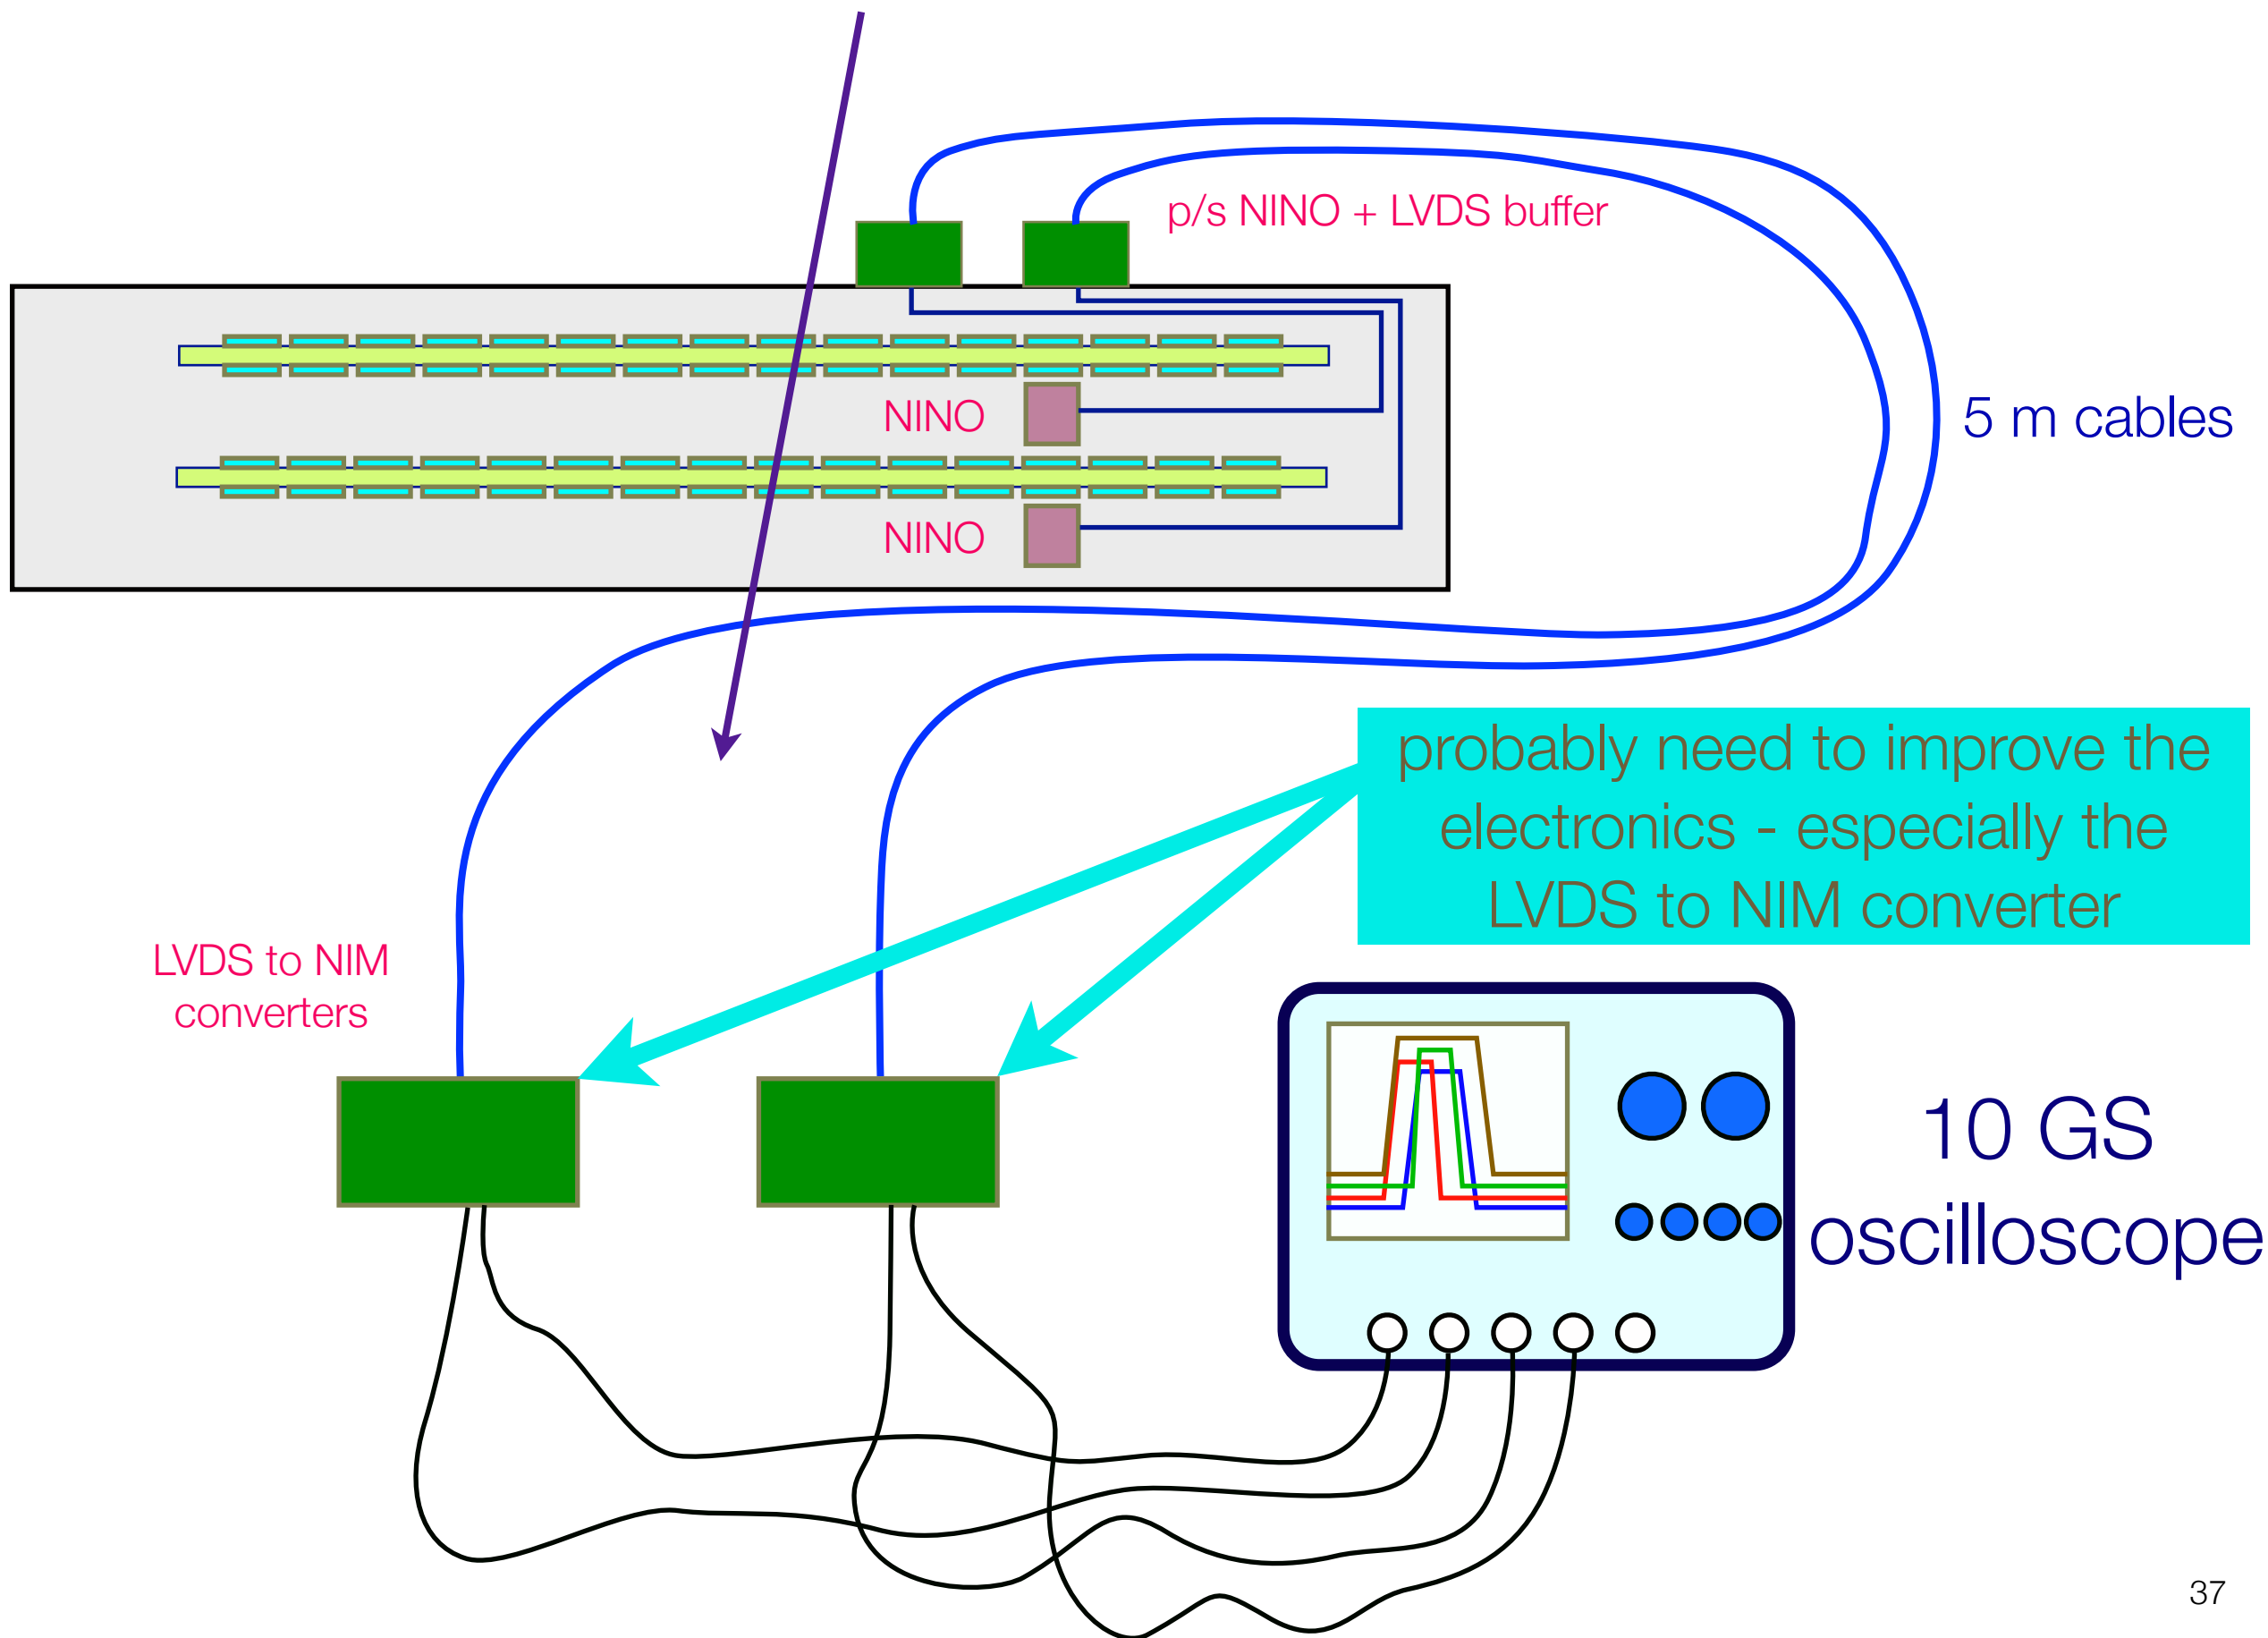 p/s NINO + LVDS buffer
NINO
5 m cables
NINO
probably need to improve the
electronics - especially the
LVDS to NIM converter
LVDS to NIM
converters
10 GS
oscilloscope
37